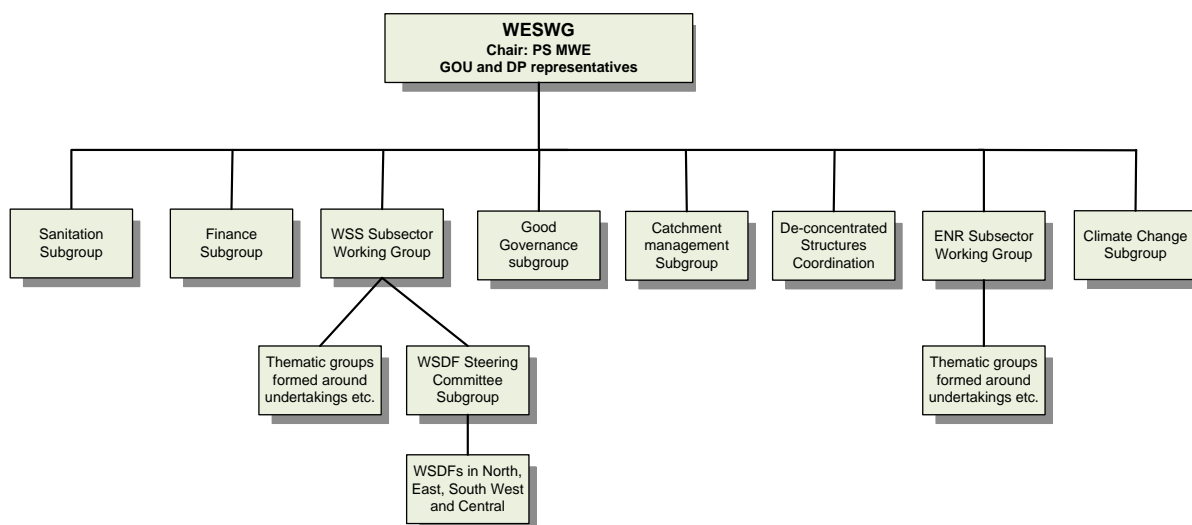 WESWG
Chair: PS MWE
GOU and DP representatives
Sanitation
Subgroup
Finance
Subgroup
WSS Subsector
Working Group
Good
Governance
subgroup
Catchment
management
Subgroup
De-concentrated
Structures
Coordination
ENR Subsector
Working Group
Climate Change
Subgroup
Thematic groups
formed around
undertakings etc.
WSDF Steering
Committee
Subgroup
Thematic groups
formed around
undertakings etc.
WSDFs in North,
East, South West
and Central